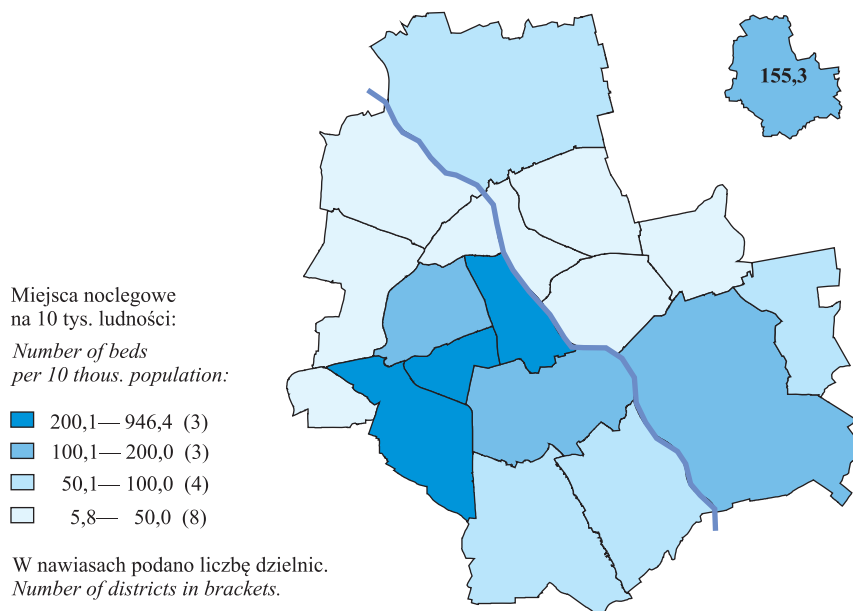 155,3
Miejsca noclegowe
na 10 tys. ludności:
Number of beds
per 10 thous. population:
200,1— 946,4 (3)
100,1— 200,0 (3)
50,1— 100,0 (4)
5,8— 50,0 (8)
W nawiasach podano liczbę dzielnic.
Number of districts in brackets.